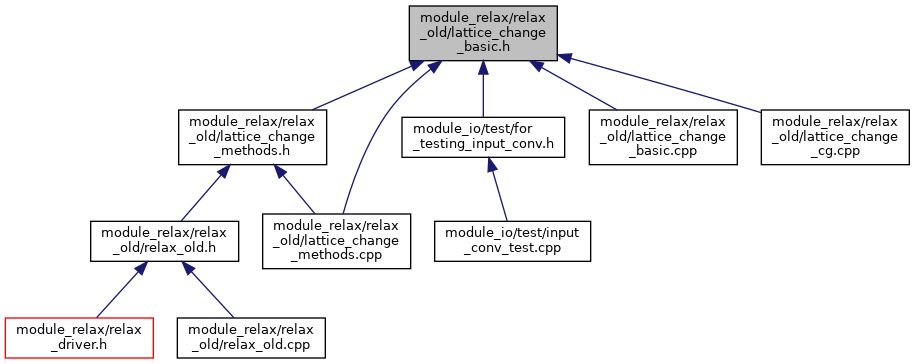 module_relax/relax
_old/lattice_change
_basic.h
module_relax/relax
_old/lattice_change
_methods.h
module_io/test/for
_testing_input_conv.h
module_relax/relax
_old/lattice_change
_basic.cpp
module_relax/relax
_old/lattice_change
_cg.cpp
module_relax/relax
_old/relax_old.h
module_relax/relax
_old/lattice_change
_methods.cpp
module_io/test/input
_conv_test.cpp
module_relax/relax
_driver.h
module_relax/relax
_old/relax_old.cpp